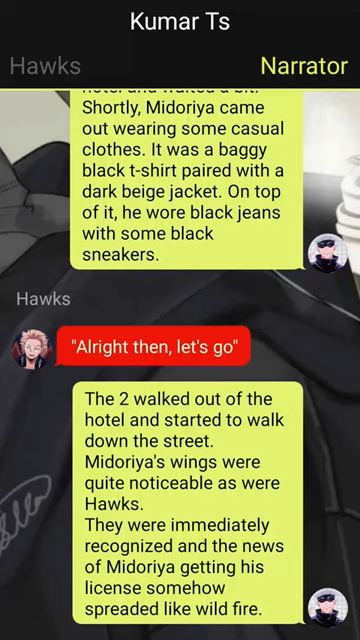 Kumar Ts
Hawks
Narrator
hotel and waited a bit.
Shortly, Midoriya came
out wearing some casual
clothes. It was a baggy
black t-shirt paired with a
dark beige jacket. On top
of it, he wore black jeans
with some black
sneakers.
Hawks
"Alright then, let's go"
The 2 walked out of the
hotel and started to walk
down the street.
Midoriya's wings were
quite noticeable as were
Hawks.
They were immediately
recognized and the news
of Midoriya getting his
license somehow
spreaded like wild fire.